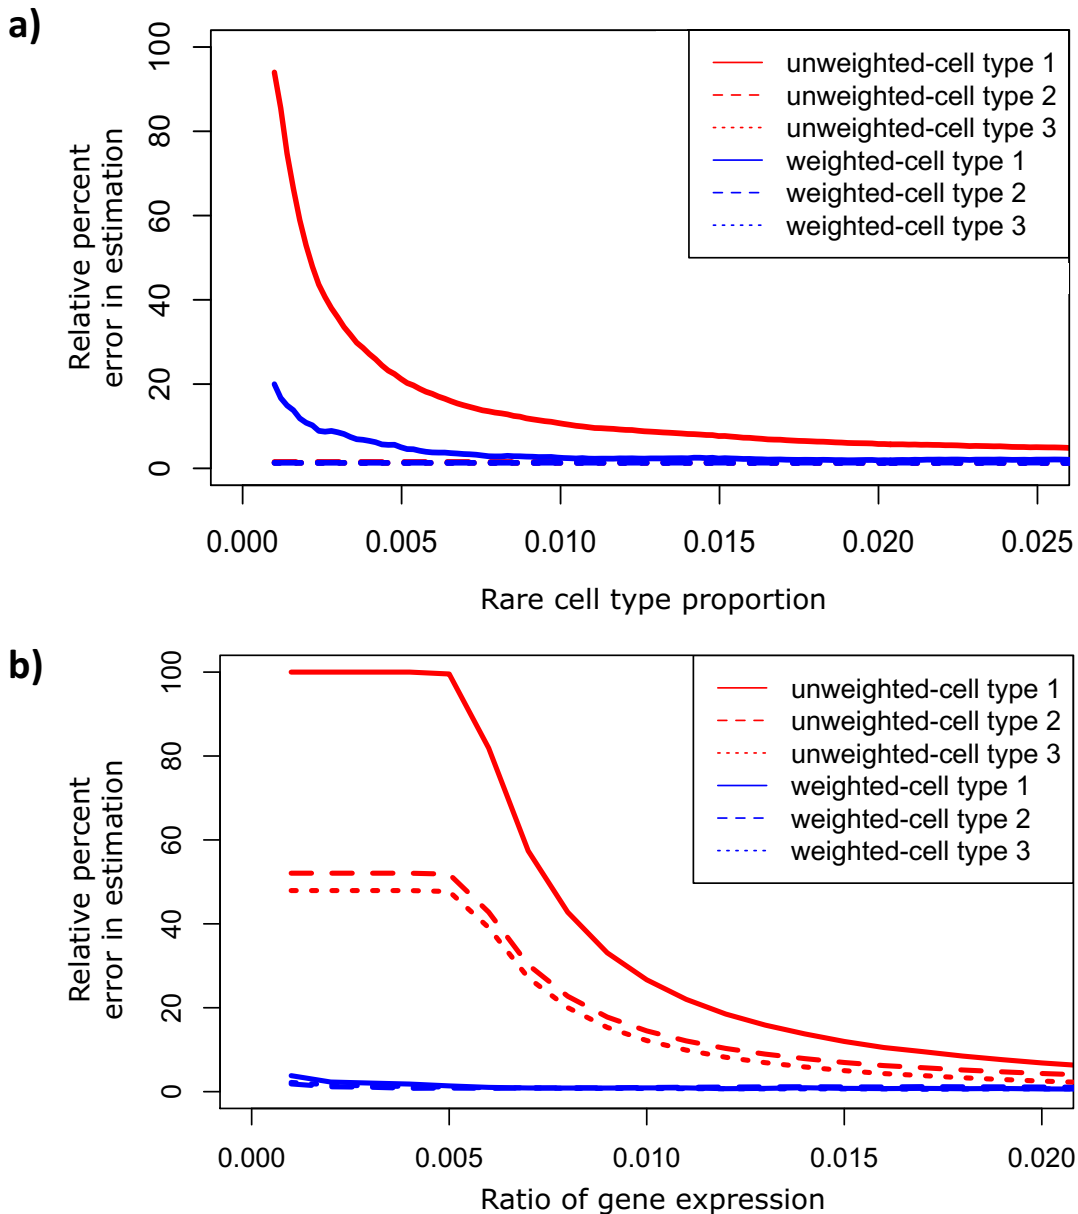 a)
Relative percent
error in estimation
100
80
60
40
20
0
unweighted-cell type 1
unweighted-cell type 2
unweighted-cell type 3
weighted-cell type 1
weighted-cell type 2
weighted-cell type 3
0.000 0.005 0.010 0.015 0.020 0.025
Rare cell type proportion
b)
Relative percent
error in estimation
100
80
60
40
20
0
unweighted-cell type 1
unweighted-cell type 2
unweighted-cell type 3
weighted-cell type 1
weighted-cell type 2
weighted-cell type 3
0.000 0.005 0.010 0.015 0.020
Ratio of gene expression